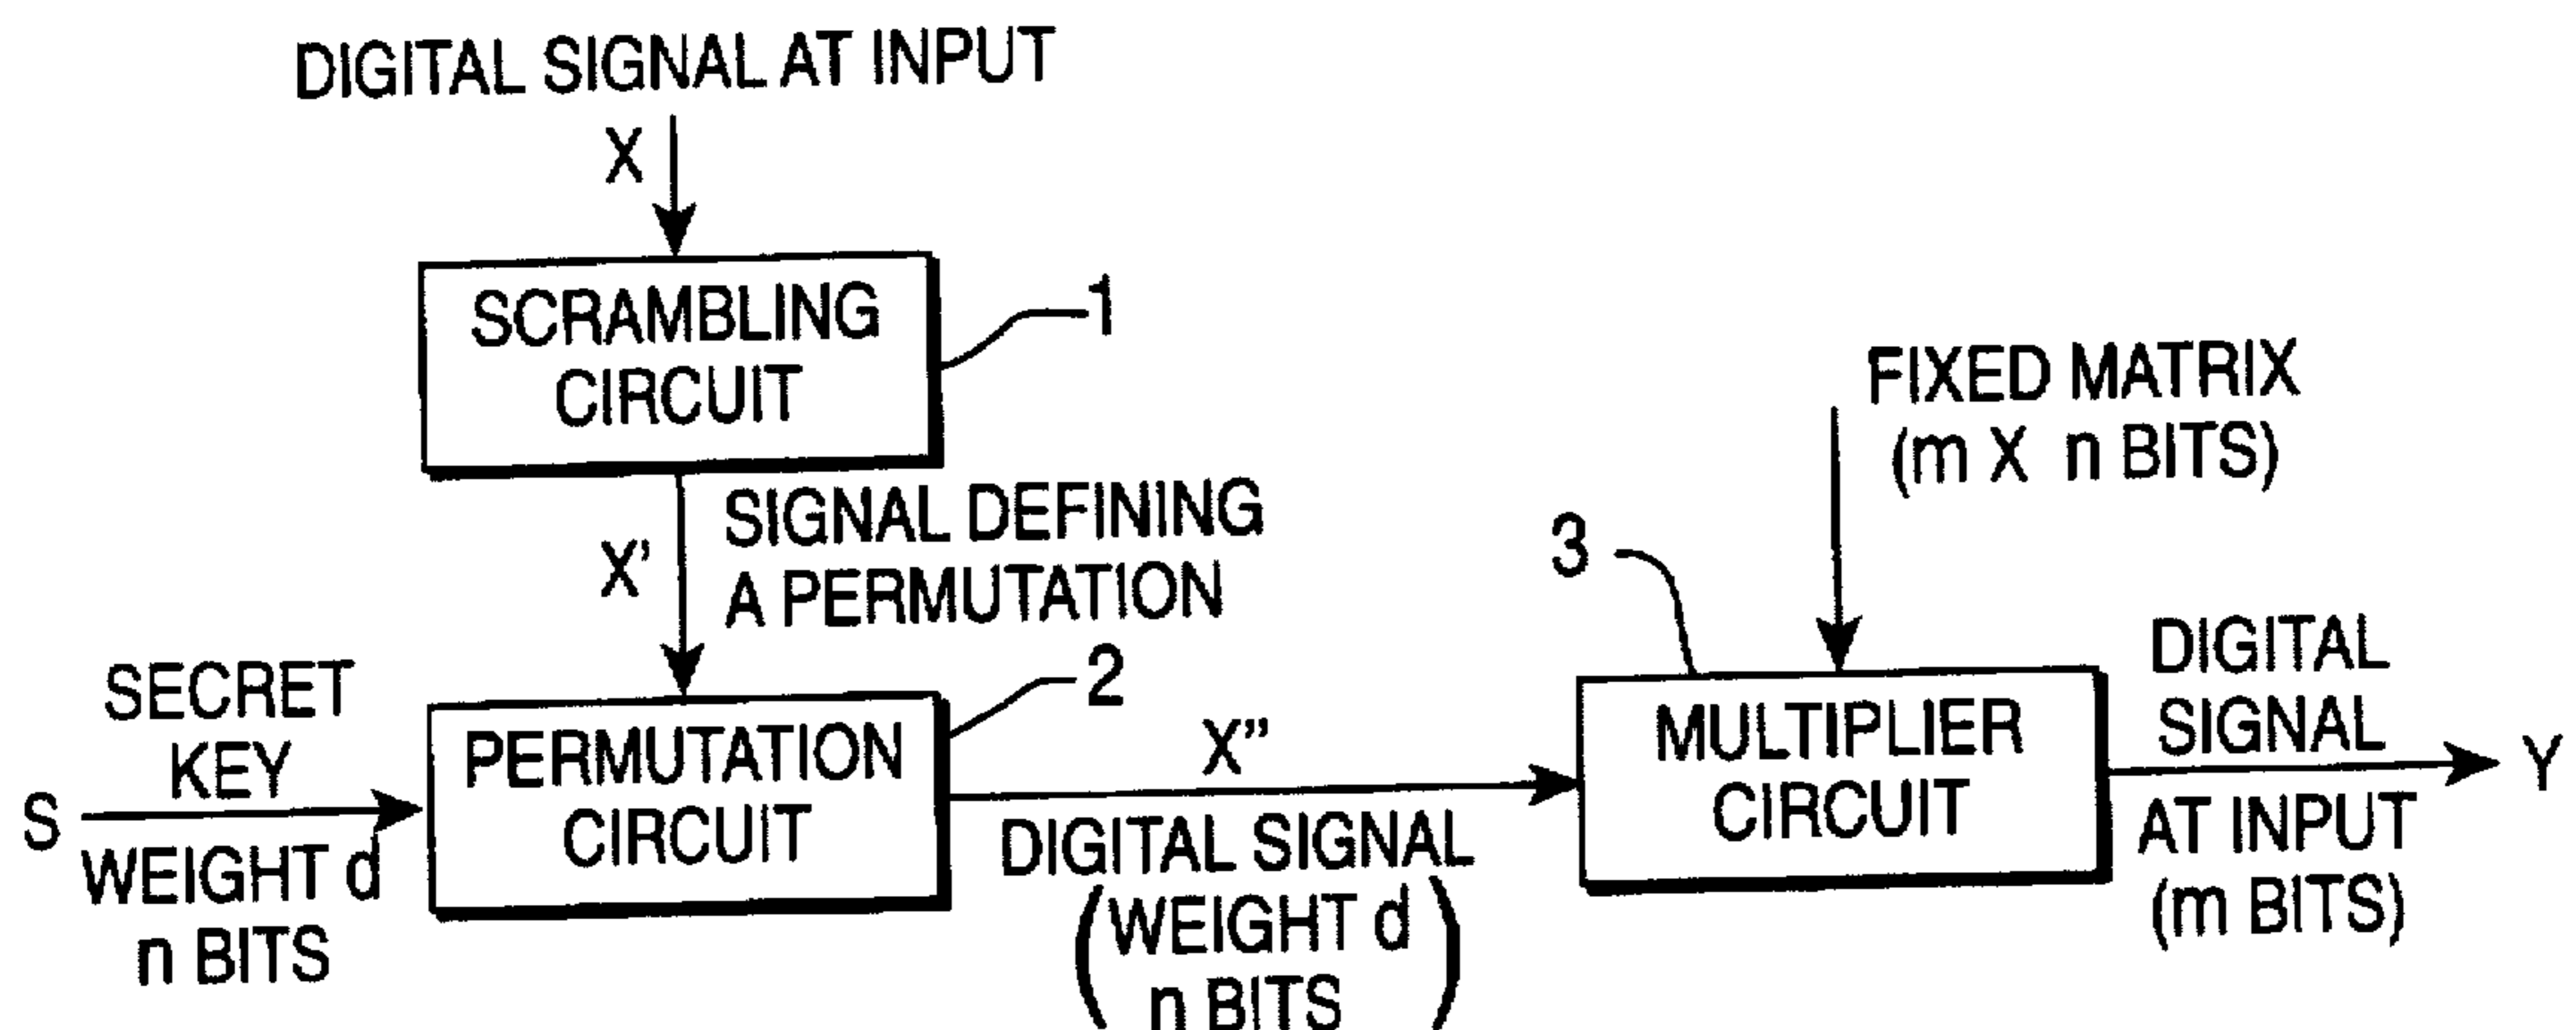 DIGITAL SIGNAL AT INPUT
X
SCRAMBLING
CIRCUIT
1
X'
SIGNAL DEFINING
A PERMUTATION
FIXED MATRIX
(m X n BITS)
SECRET
KEY
S
WEIGHT d
n BITS
PERMUTATION
CIRCUIT
2
X"
DIGITAL SIGNAL
(WEIGHT d
n BITS)
3
MULTIPLIER
CIRCUIT
DIGITAL
SIGNAL
Y
AT INPUT
(m BITS)